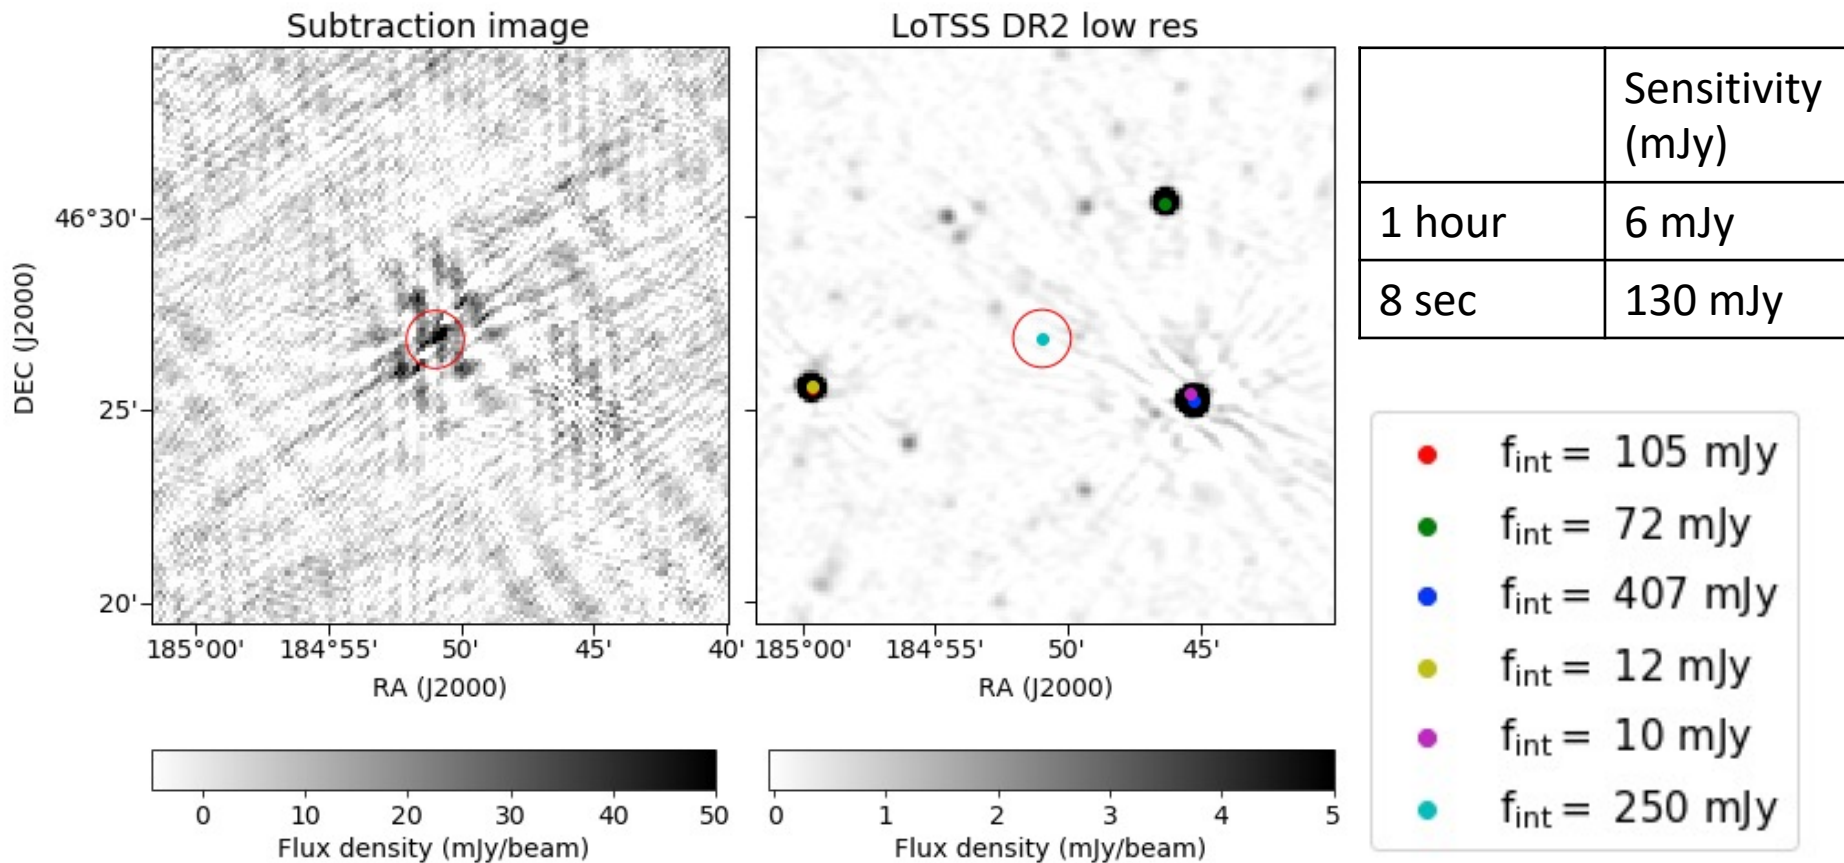 Subtraction image
LoTSS DR2 low res
DEC (J2000)
46°30'
25'
20'
185°00' 184°55' 50' 45' 40'
RA (J2000)
185°00' 184°55' 50' 45'
RA (J2000)
0 10 20 30 40 50
Flux density (mJy/beam)
0 1 2 3 4 5
Flux density (mJy/beam)
Sensitivity
(mJy)
1 hour 6 mJy
8 sec 130 mJy
f_int = 105 mJy
f_int = 72 mJy
f_int = 407 mJy
f_int = 12 mJy
f_int = 10 mJy
f_int = 250 mJy